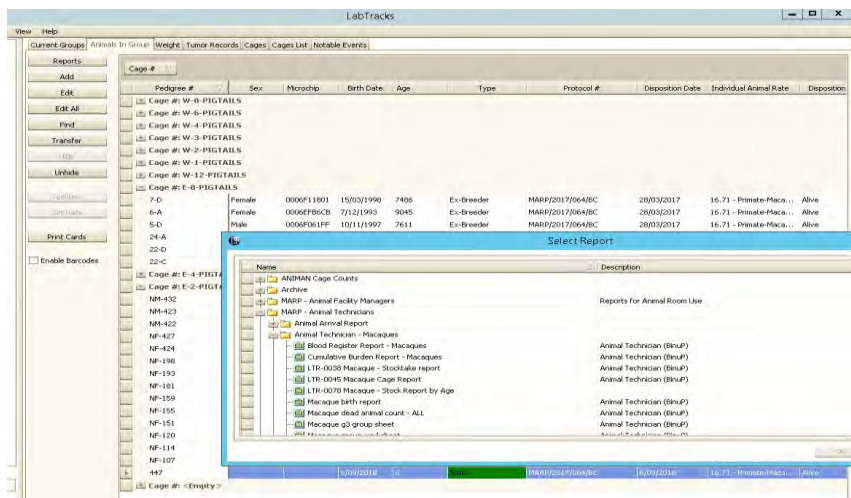 LabTracks
View Help
Current Groups Animals In Group Weight Tumor Records Cages Cages List Notable Events
Reports
Add
Edit
Edit All
Find
Transfer
Unhide
Print Cards
Enable Barcodes
Cage #
Pedigree # Sex Microchip Birth Date Age Type Protocol # Disposition Date Individual Animal Rate Disposition
Cage #: W-8-PIGTAILS
Cage #: W-6-PIGTAILS
Cage #: W-4-PIGTAILS
Cage #: W-3-PIGTAILS
Cage #: W-2-PIGTAILS
Cage #: W-1-PIGTAILS
Cage #: W-12-PIGTAILS
Cage #: E-8-PIGTAILS
7-D Female 0006F11801 15/03/1998 7486 Ex-Breeder MARP/2017/064/BC 28/03/2017 16.71 - Primate-Maca... Alive
6-A Female 0006EFB6CB 7/12/1993 9045 Ex-Breeder MARP/2017/064/BC 28/03/2017 16.71 - Primate-Maca... Alive
5-D Male 0006F061FF 10/11/1997 7611 Ex-Breeder MARP/2017/064/BC 28/03/2017 16.71 - Primate-Maca... Alive
24-A
22-D
22-C
Cage #: E-4-PIGTA
Cage #: E-2-PIGTA
NM-432
NM-423
NM-422
NF-427
NF-424
NF-198
NF-193
NF-181
NF-159
NF-155
NF-151
NF-120
NF-114
NF-107
447 6/09/2018 MARP/2017/064/BC 6/09/2018 16.71 - Primate-Maca... Alive
Cage #: <Empty>
Select Report
Name Description
ANIMAN Cage Counts
Archive
MARP - Animal Facility Managers Reports for Animal Room Use
MARP - Animal Technicians
Animal Arrival Report
Animal Technician - Macaques
Blood Register Report - Macaques Animal Technician (BinuP)
Cumulative Burden Report - Macaques Animal Technician (BinuP)
LTR-0038 Macaque - Stocktake report Animal Technician (BinuP)
LTR-0045 Macaque Cage Report Animal Technician (BinuP)
LTR-0078 Macaque - Stock Report by Age
Macaque birth report Animal Technician (BinuP)
Macaque dead animal count - ALL Animal Technician (BinuP)
Macaque g3 group sheet Animal Technician (BinuP)